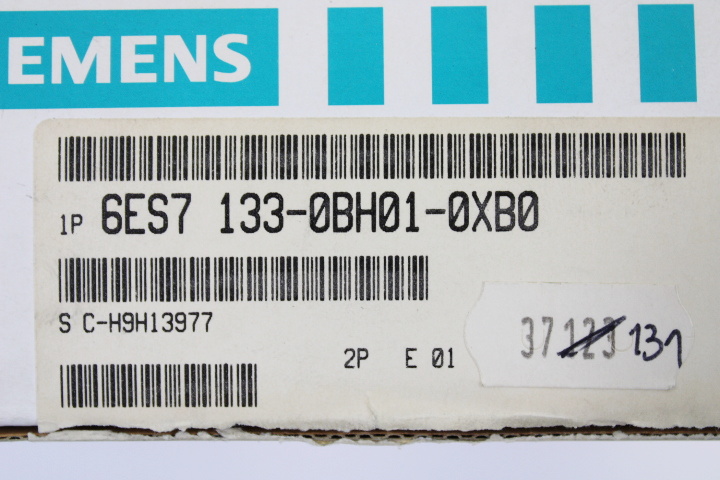 EMENS
1P 6ES7 133-0BH01-0XB0
S C-H9H13977
2P E 01
37123 131